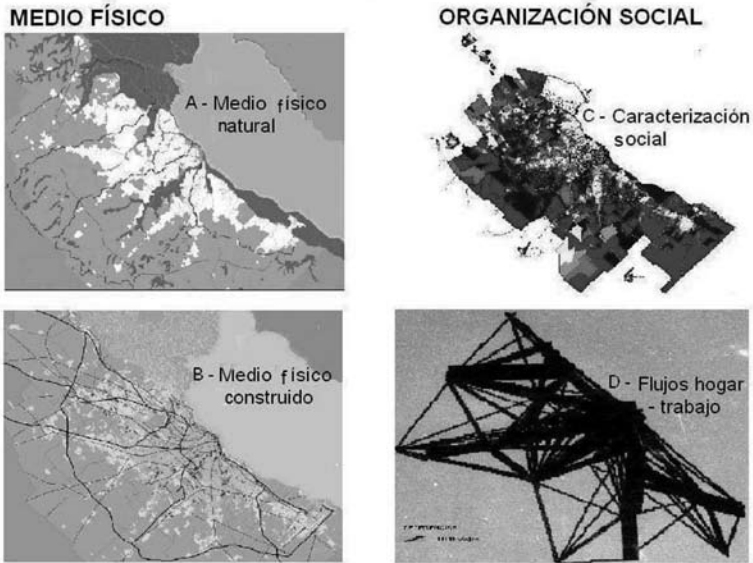 MEDIO FÍSICO
ORGANIZACIÓN SOCIAL
A - Medio físico
natural
C - Caracterización
social
B - Medio físico
construido
D - Flujos hogar
- trabajo